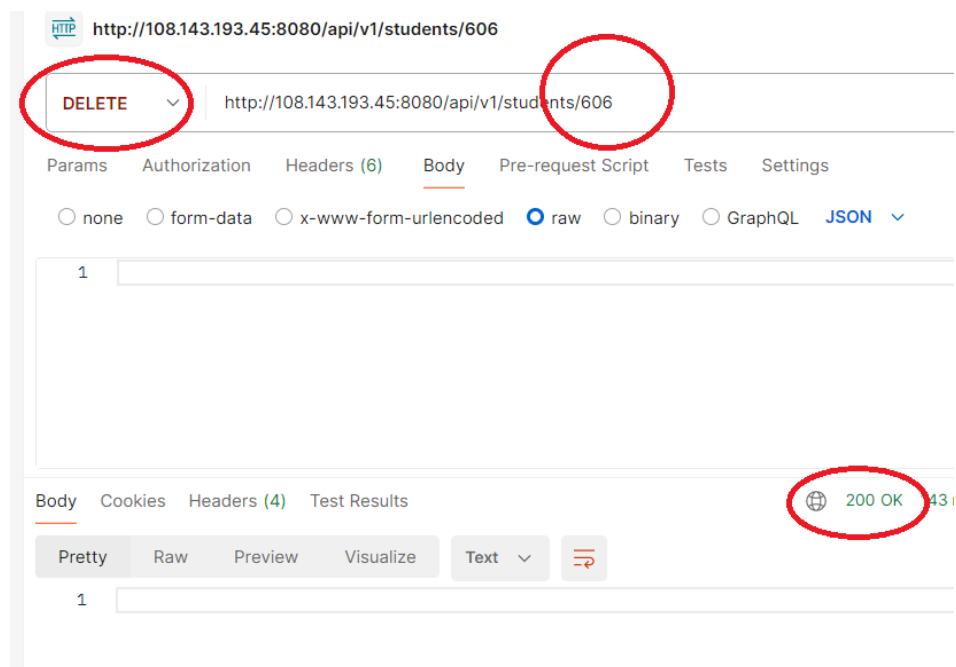 HTTP http://108.143.193.45:8080/api/v1/students/606
DELETE http://108.143.193.45:8080/api/v1/students/606
Params Authorization Headers (6) Body Pre-request Script Tests Settings
none form-data x-www-form-urlencoded raw binary GraphQL JSON
1
Body Cookies Headers (4) Test Results 200 OK
Pretty Raw Preview Visualize Text
1